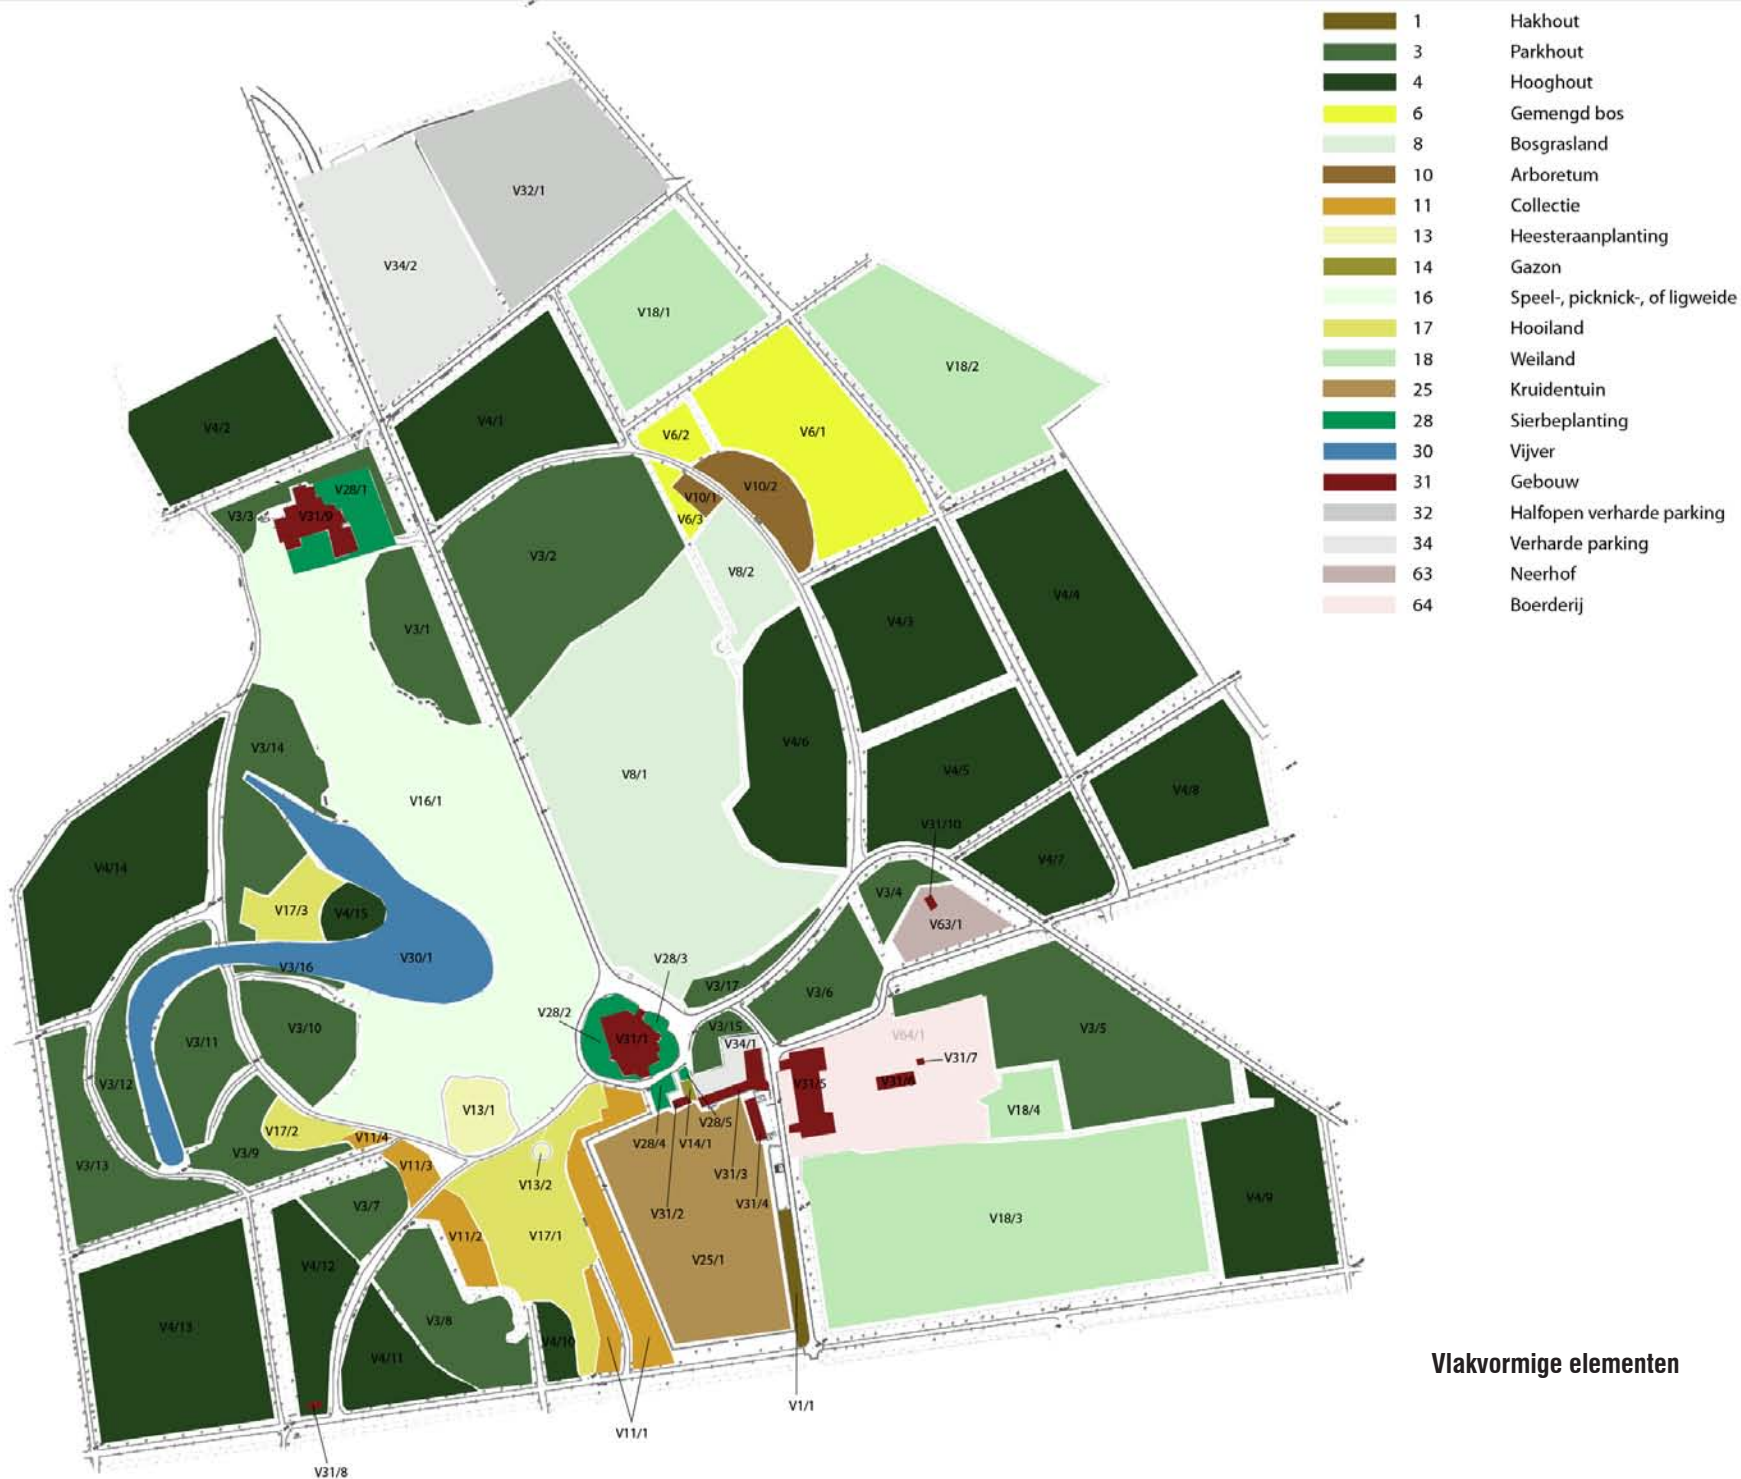 1 Hakhout
3 Parkhout
4 Hooghout
6 Gemengd bos
8 Bosgrasland
10 Arboretum
11 Collectie
13 Heesteraanplanting
14 Gazon
16 Speel-, picknick-, of ligweide
17 Hooiland
18 Weiland
25 Kruidentuin
28 Sierbeplanting
30 Vijver
31 Gebouw
32 Halfopen verharde parking
34 Verharde parking
63 Neerhof
64 Boerderij
V32/1
V34/2
V18/1
V18/2
V4/2
V4/1
V6/2
V6/1
V28/1
V10/2
V10/1
V3/3
V31/9
V6/3
V3/2
V8/2
V4/4
V4/3
V3/1
V4/6
V3/14
V8/1
V4/5
V4/8
V16/1
V31/10
V4/7
V4/14
V3/4
V17/3
V4/15
V63/1
V30/1
V28/3
V3/16
V3/17
V3/6
V28/2
V3/10
V3/15
V3/5
V3/11
V31/1
V34/1
V64/1
V31/7
V3/12
V31/5
V31/6
V13/1
V18/4
V28/5
V17/2
V11/4
V28/4
V14/1
V3/9
V3/13
V11/3
V31/3
V13/2
V4/9
V3/7
V31/4
V31/2
V18/3
V11/2
V17/1
V25/1
V4/12
V3/8
V4/13
V4/10
V4/11
Vlakvormige elementen
V1/1
V11/1
V31/8